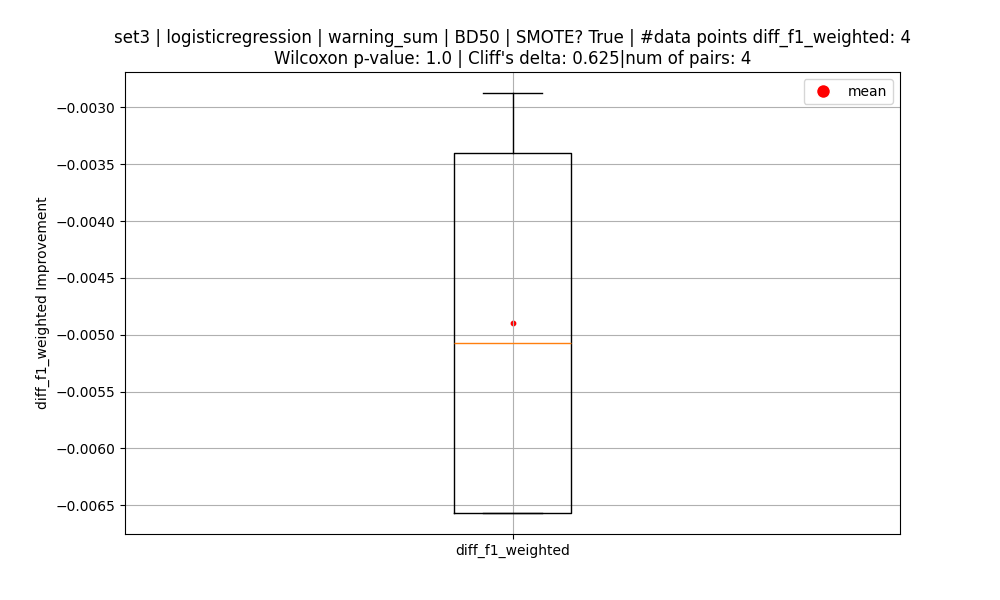 set3 | logisticregression | warning_sum | BD50 | SMOTE? True | #data points diff_f1_weighted: 4
Wilcoxon p-value: 1.0 | Cliff's delta: 0.625|num of pairs: 4
mean
−0.0030
−0.0035
−0.0040
−0.0045
−0.0050
−0.0055
−0.0060
−0.0065
diff_f1_weighted Improvement
diff_f1_weighted